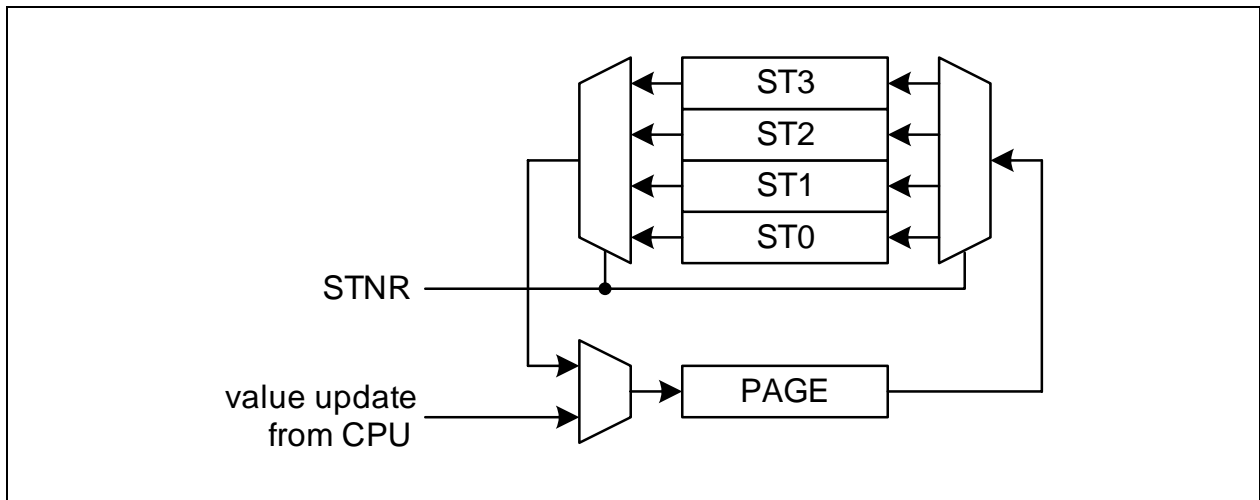 ST3
ST2
ST1
ST0
STNR
value update
from CPU
PAGE